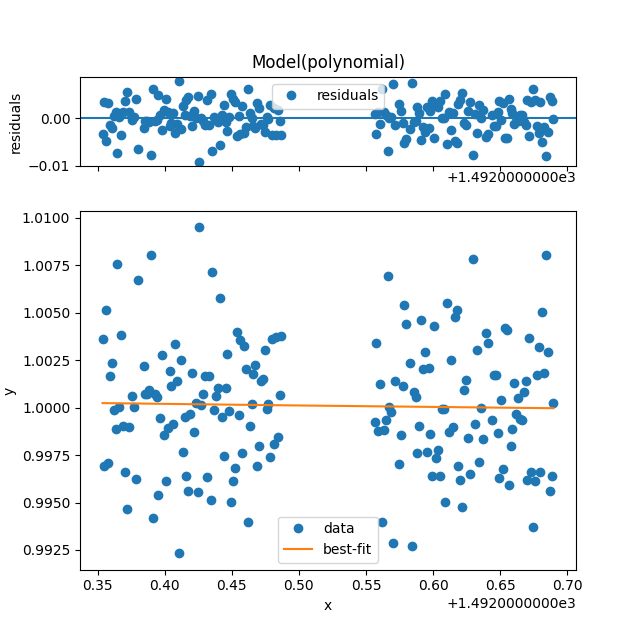 Model(polynomial)
residuals
0.00
−0.01
residuals
+1.4920000000e3
1.0100
1.0075
1.0050
1.0025
1.0000
0.9975
0.9950
0.9925
y
data
best-fit
0.35 0.40 0.45 0.50 0.55 0.60 0.65 0.70
x
+1.4920000000e3